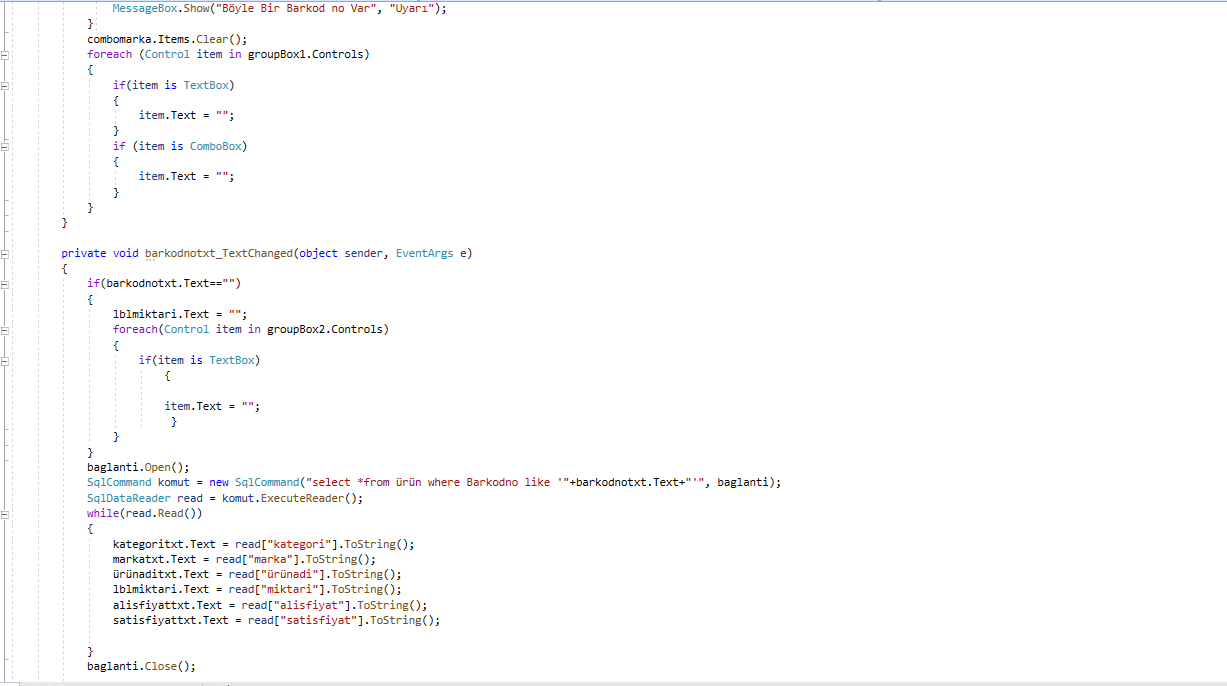 MessageBox.Show("Böyle Bir Barkod no Var", "Uyarı");
}
combomarka.Items.Clear();
foreach (Control item in groupBox1.Controls)
{
if(item is TextBox)
{
item.Text = "";
}
if (item is ComboBox)
{
item.Text = "";
}
}
}
private void barkodnotxt_TextChanged(object sender, EventArgs e)
{
if(barkodnotxt.Text=="")
{
lblmiktari.Text = "";
foreach(Control item in groupBox2.Controls)
{
if(item is TextBox)
{
item.Text = "";
}
}
}
baglanti.Open();
SqlCommand komut = new SqlCommand("select *from ürün where Barkodno like '"+barkodnotxt.Text+"'", baglanti);
SqlDataReader read = komut.ExecuteReader();
while(read.Read())
{
kategoritxt.Text = read["kategori"].ToString();
markatxt.Text = read["marka"].ToString();
ürünaditxt.Text = read["ürünadi"].ToString();
lblmiktari.Text = read["miktari"].ToString();
alisfiyattxt.Text = read["alisfiyat"].ToString();
satisfiyattxt.Text = read["satisfiyat"].ToString();
}
baglanti.Close();